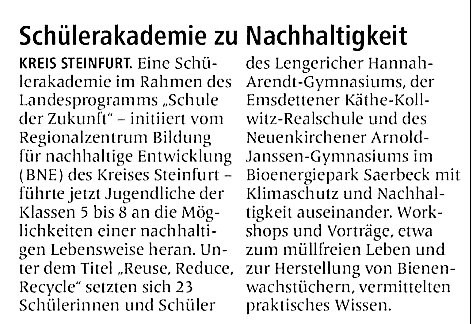 Schülerakademie zu Nachhaltigkeit
KREIS STEINFURT. Eine Schü-
lerakademie im Rahmen des
Landesprogramms „Schule
der Zukunft“ – initiiert vom
Regionalzentrum Bildung
für nachhaltige Entwicklung
(BNE) des Kreises Steinfurt –
führte jetzt Jugendliche der
Klassen 5 bis 8 an die Mög-
lichkeiten einer nachhalti-
gen Lebensweise heran. Un-
ter dem Titel „Reuse, Reduce,
Recycle“ setzten sich 23
Schülerinnen und Schüler
des Lengericher Hannah-
Arendt-Gymnasiums, der
Emsdettener Käthe-Koll-
witz-Realschule und des
Neuenkirchener Arnold-
Janssen-Gymnasiums im
Bioenergiepark Saerbeck mit
Klimaschutz und Nachhal-
tigkeit auseinander. Work-
shops und Vorträge, etwa
zum müllfreien Leben und
zur Herstellung von Bienen-
wachstüchern, vermittelten
praktisches Wissen.